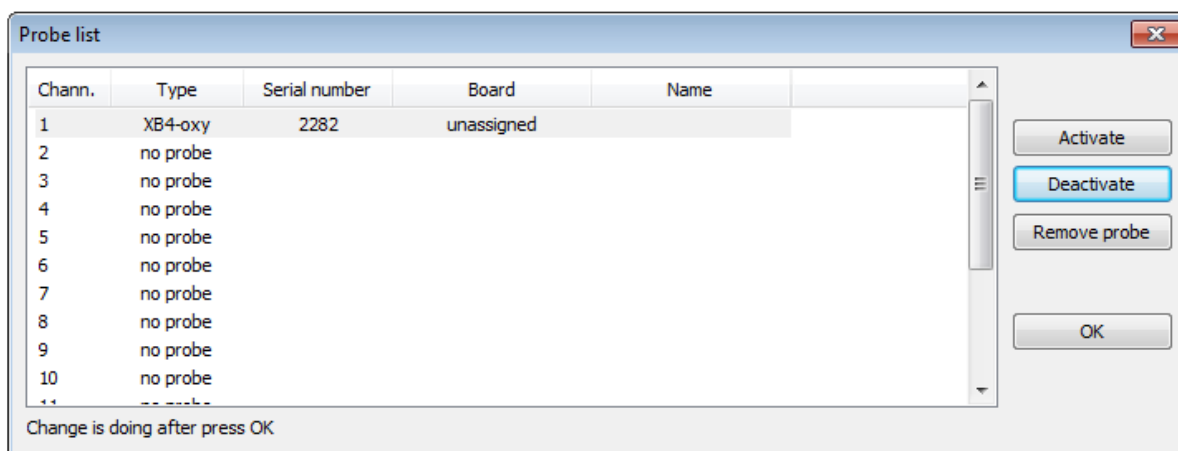 Probe list
Chann. Type Serial number Board Name
1 XB4-oxy 2282 unassigned
Activate
2 no probe
3 no probe
Deactivate
4 no probe
5 no probe
Remove probe
6 no probe
7 no probe
8 no probe
OK
9 no probe
10 no probe
Change is doing after press OK